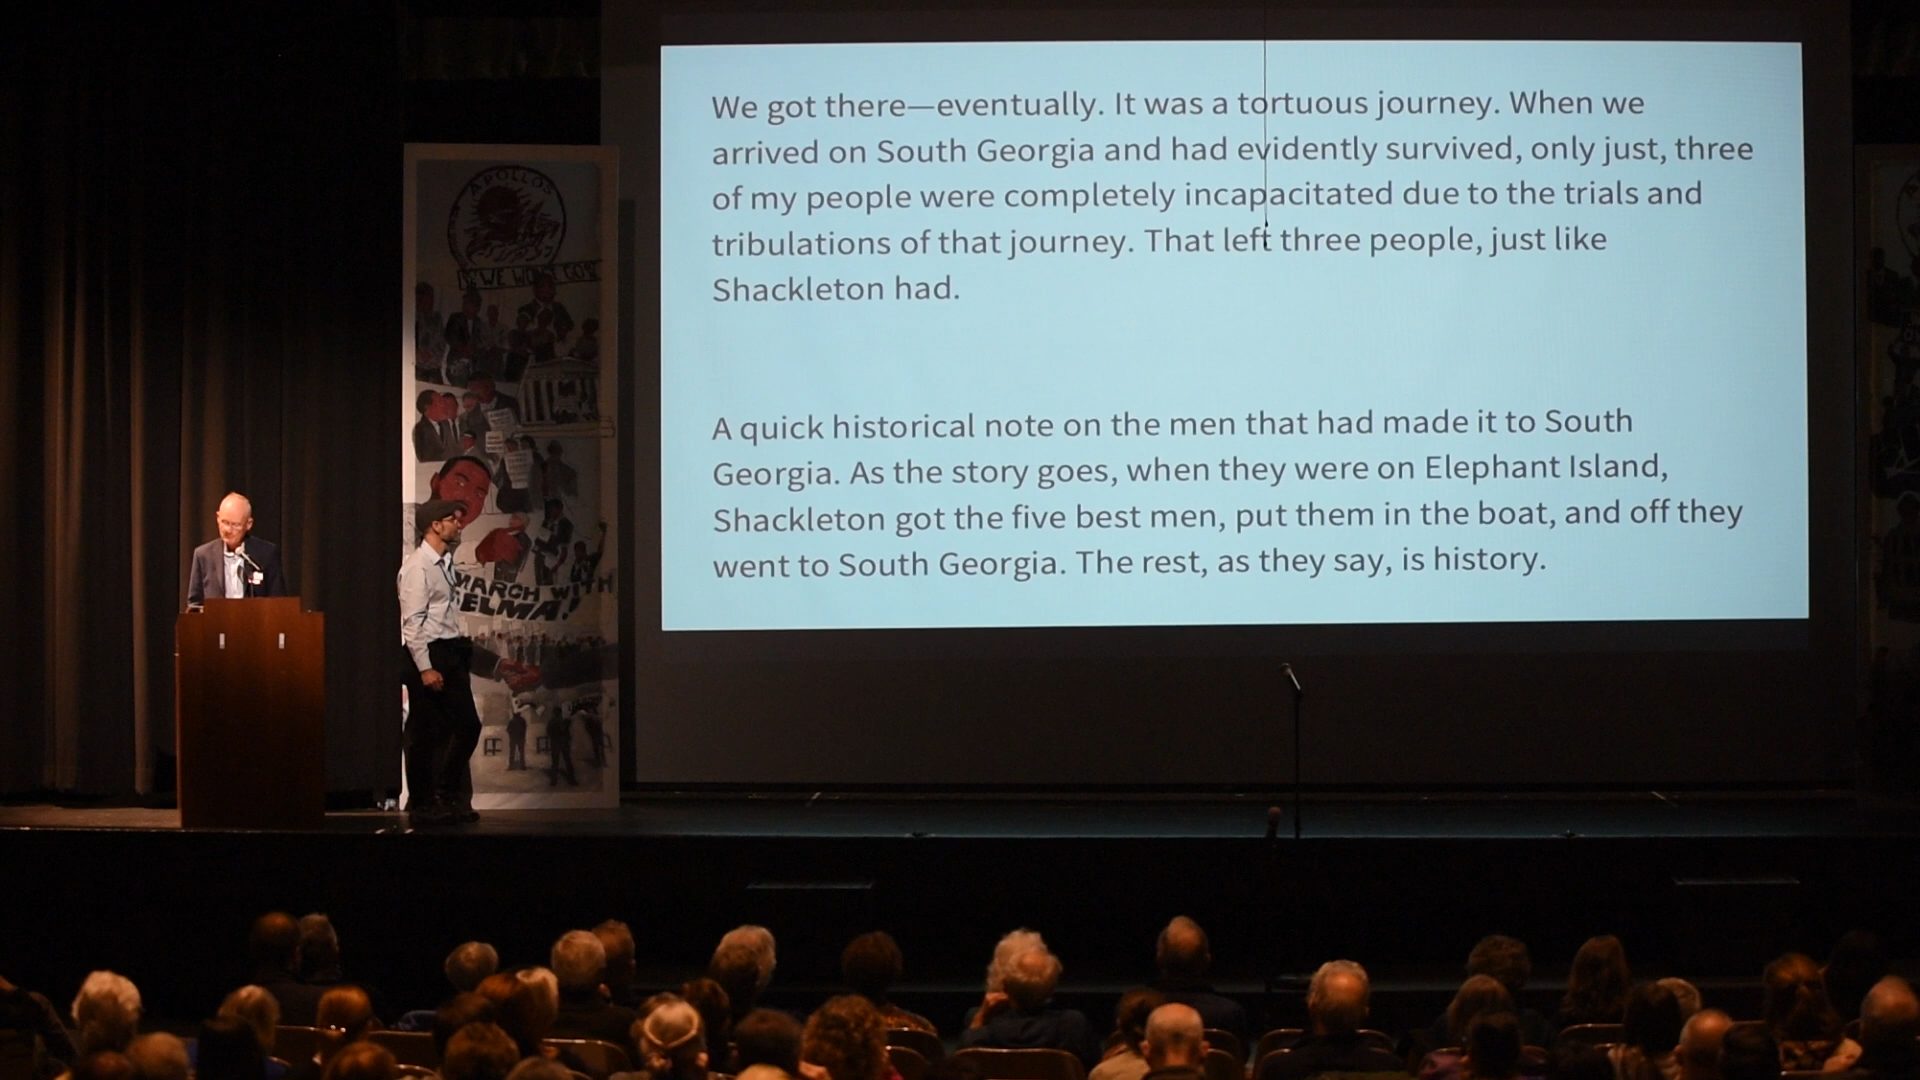 We got there—eventually. It was a tortuous journey. When we
arrived on South Georgia and had evidently survived, only just, three
of my people were completely incapacitated due to the trials and
tribulations of that journey. That left three people, just like
Shackleton had.
A quick historical note on the men that had made it to South
Georgia. As the story goes, when they were on Elephant Island,
Shackleton got the five best men, put them in the boat, and off they
went to South Georgia. The rest, as they say, is history.
APOLLOS
WE WON'T GO
MARCH WITH
SELMA!